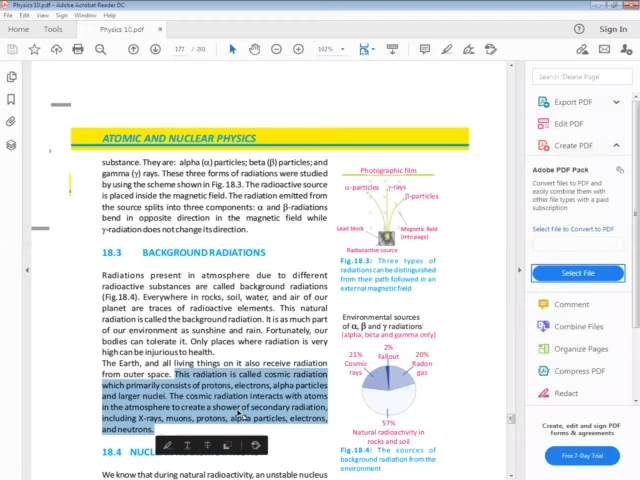 Physics 10.pdf - Adobe Acrobat Reader DC
File Edit View Sign Window Help
Home Tools Physics 10.pdf × Sign In
177 / 201 102%
ATOMIC AND NUCLEAR PHYSICS
substance. They are: alpha (α) particles; beta (β) particles; and
gamma (γ) rays. These three forms of radiations were studied
by using the scheme shown in Fig. 18.3. The radioactive source
is placed inside the magnetic field. The radiation emitted from
the source splits into three components: α and β-radiations
bend in opposite direction in the magnetic field while
γ-radiation does not change its direction.
18.3 BACKGROUND RADIATIONS
Radiations present in atmosphere due to different
radioactive substances are called background radiations
(Fig.18.4). Everywhere in rocks, soil, water, and air of our
planet are traces of radioactive elements. This natural
radiation is called the background radiation. It is as much part
of our environment as sunshine and rain. Fortunately, our
bodies can tolerate it. Only places where radiation is very
high can be injurious to health.
The Earth, and all living things on it also receive radiation
from outer space. This radiation is called cosmic radiation
which primarily consists of protons, electrons, alpha particles
and larger nuclei. The cosmic radiation interacts with atoms
in the atmosphere to create a shower of secondary radiation,
including X-rays, muons, protons, alpha particles, electrons,
and neutrons.
18.4 NUCL
We know that during natural radioactivity, an unstable nucleus
Photographic film
α-particles γ-rays
β-particles
Lead block
Magnetic field
(into page)
Radioactive source
Fig.18.3: Three types of
radiations can be distinguished
from their path followed in an
external magnetic field
Environmental sources
of α, β and γ radiations
(alpha, beta and gamma only)
2%
Fallout
21%
Cosmic
rays
20%
Radon
gas
57%
Natural radioactivity in
rocks and soil
Fig.18.4: The sources of
background radiation from the
environment
Search 'Delete Page'
Export PDF
Edit PDF
Create PDF
Adobe PDF Pack
Convert files to PDF and
easily combine them with
other file types with a paid
subscription
Select File to Convert to PDF
Select File
Comment
Combine Files
Organize Pages
Compress PDF
Redact
Create, edit and sign PDF
forms & agreements
Free 7-Day Trial